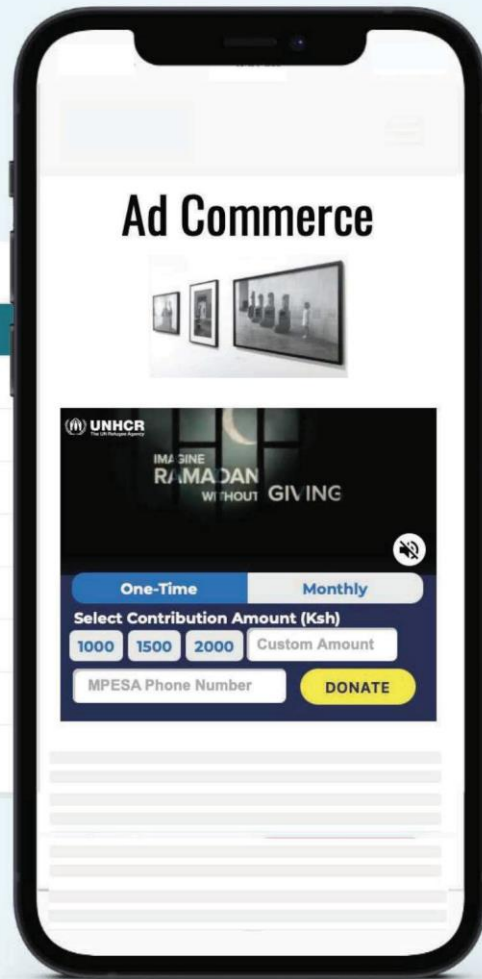 Ad Commerce
UNHCR
The UN Refugee Agency
IMAGINE
RAMADAN
WITHOUT GIVING
One-Time Monthly
Select Contribution Amount (Ksh)
1000 1500 2000 Custom Amount
MPESA Phone Number DONATE